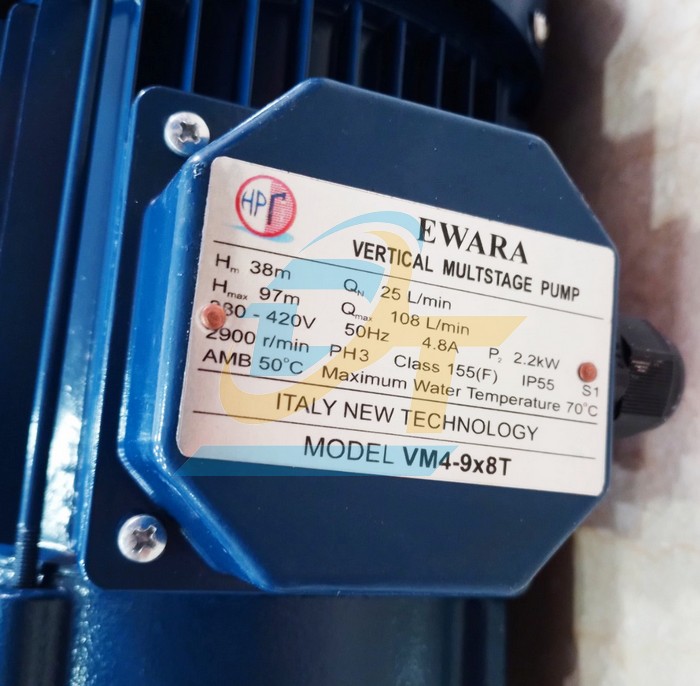 HPT
EWARA
VERTICAL MULTSTAGE PUMP
Hm 38m QN 25 L/min
Hmax 97m Qmax 108 L/min
380 - 420V 50Hz 4.8A P2 2.2kW
2900 r/min PH3 Class 155(F) IP55 S1
AMB 50°C Maximum Water Temperature 70°C
ITALY NEW TECHNOLOGY
MODEL VM4-9x8T